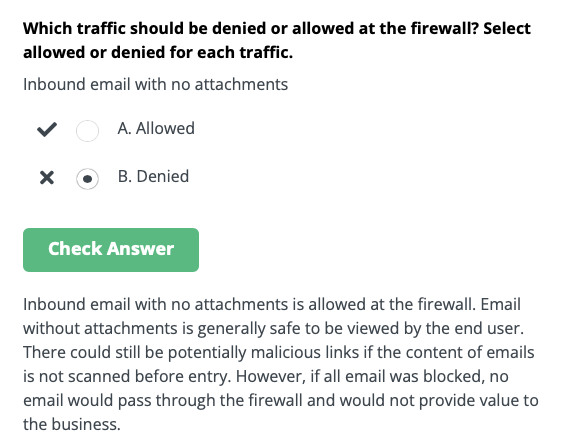 Which traffic should be denied or allowed at the firewall? Select
allowed or denied for each traffic.
Inbound email with no attachments
A. Allowed
B. Denied
Check Answer
Inbound email with no attachments is allowed at the firewall. Email
without attachments is generally safe to be viewed by the end user.
There could still be potentially malicious links if the content of emails
is not scanned before entry. However, if all email was blocked, no
email would pass through the firewall and would not provide value to
the business.